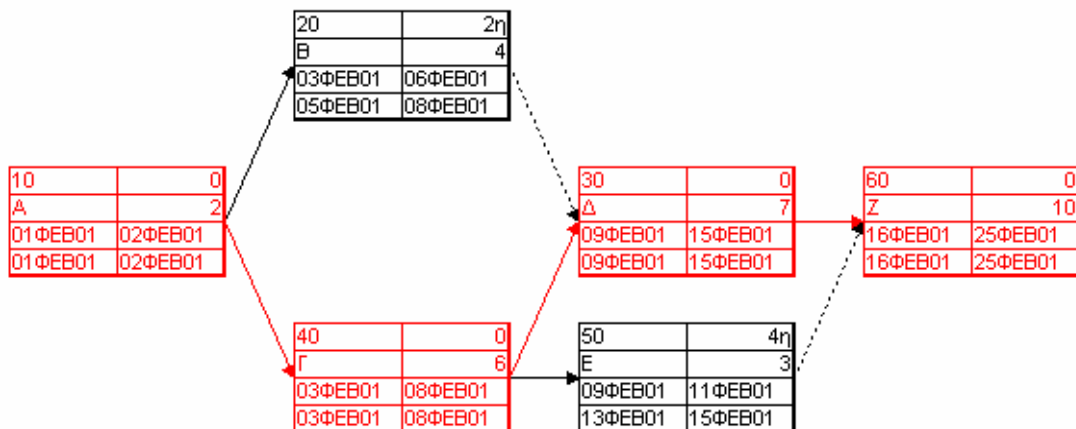 20 2η
Β 4
03ΦΕΒ01 06ΦΕΒ01
05ΦΕΒ01 08ΦΕΒ01
10 0
Α 2
01ΦΕΒ01 02ΦΕΒ01
01ΦΕΒ01 02ΦΕΒ01
30 0
Δ 7
09ΦΕΒ01 15ΦΕΒ01
09ΦΕΒ01 15ΦΕΒ01
60 0
Ζ 10
16ΦΕΒ01 25ΦΕΒ01
16ΦΕΒ01 25ΦΕΒ01
40 0
Γ 6
03ΦΕΒ01 08ΦΕΒ01
03ΦΕΒ01 08ΦΕΒ01
50 4η
Ε 3
09ΦΕΒ01 11ΦΕΒ01
13ΦΕΒ01 15ΦΕΒ01